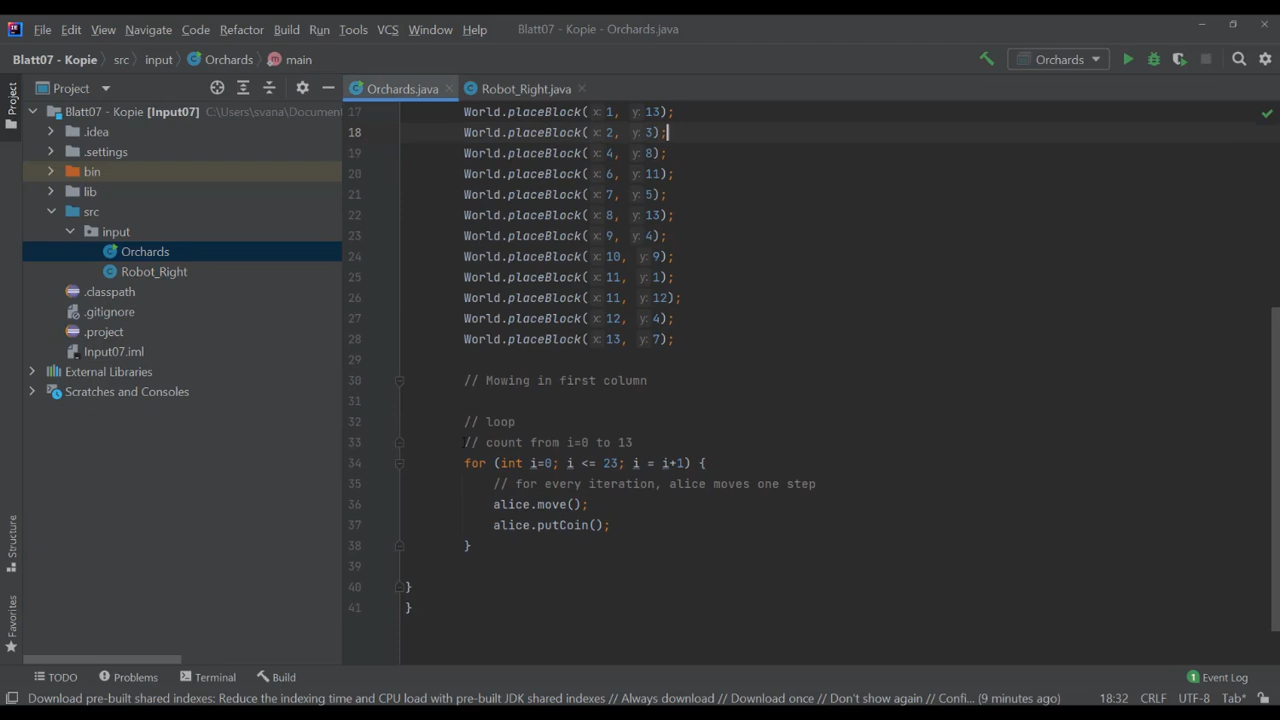 File Edit View Navigate Code Refactor Build Run Tools VCS Window Help Blatt07 - Kopie - Orchards.java
Blatt07 - Kopie src input Orchards main Orchards
Project Orchards.java Robot_Right.java
Project
Blatt07 - Kopie [Input07] C:\Users\svana\Document
.idea
.settings
bin
lib
src
input
Orchards
Robot_Right
.classpath
.gitignore
.project
Input07.iml
External Libraries
Scratches and Consoles
Structure
Favorites
17 World.placeBlock( x: 1, y: 13);
18 World.placeBlock( x: 2, y: 3);
19 World.placeBlock( x: 4, y: 8);
20 World.placeBlock( x: 6, y: 11);
21 World.placeBlock( x: 7, y: 5);
22 World.placeBlock( x: 8, y: 13);
23 World.placeBlock( x: 9, y: 4);
24 World.placeBlock( x: 10, y: 9);
25 World.placeBlock( x: 11, y: 1);
26 World.placeBlock( x: 11, y: 12);
27 World.placeBlock( x: 12, y: 4);
28 World.placeBlock( x: 13, y: 7);
29
30 // Mowing in first column
31
32 // loop
33 // count from i=0 to 13
34 for (int i=0; i <= 23; i = i+1) {
35 // for every iteration, alice moves one step
36 alice.move();
37 alice.putCoin();
38 }
39
40 }
41 }
TODO Problems Terminal Build 1 Event Log
Download pre-built shared indexes: Reduce the indexing time and CPU load with pre-built JDK shared indexes // Always download // Download once // Don't show again // Confi... (9 minutes ago) 18:32 CRLF UTF-8 Tab*